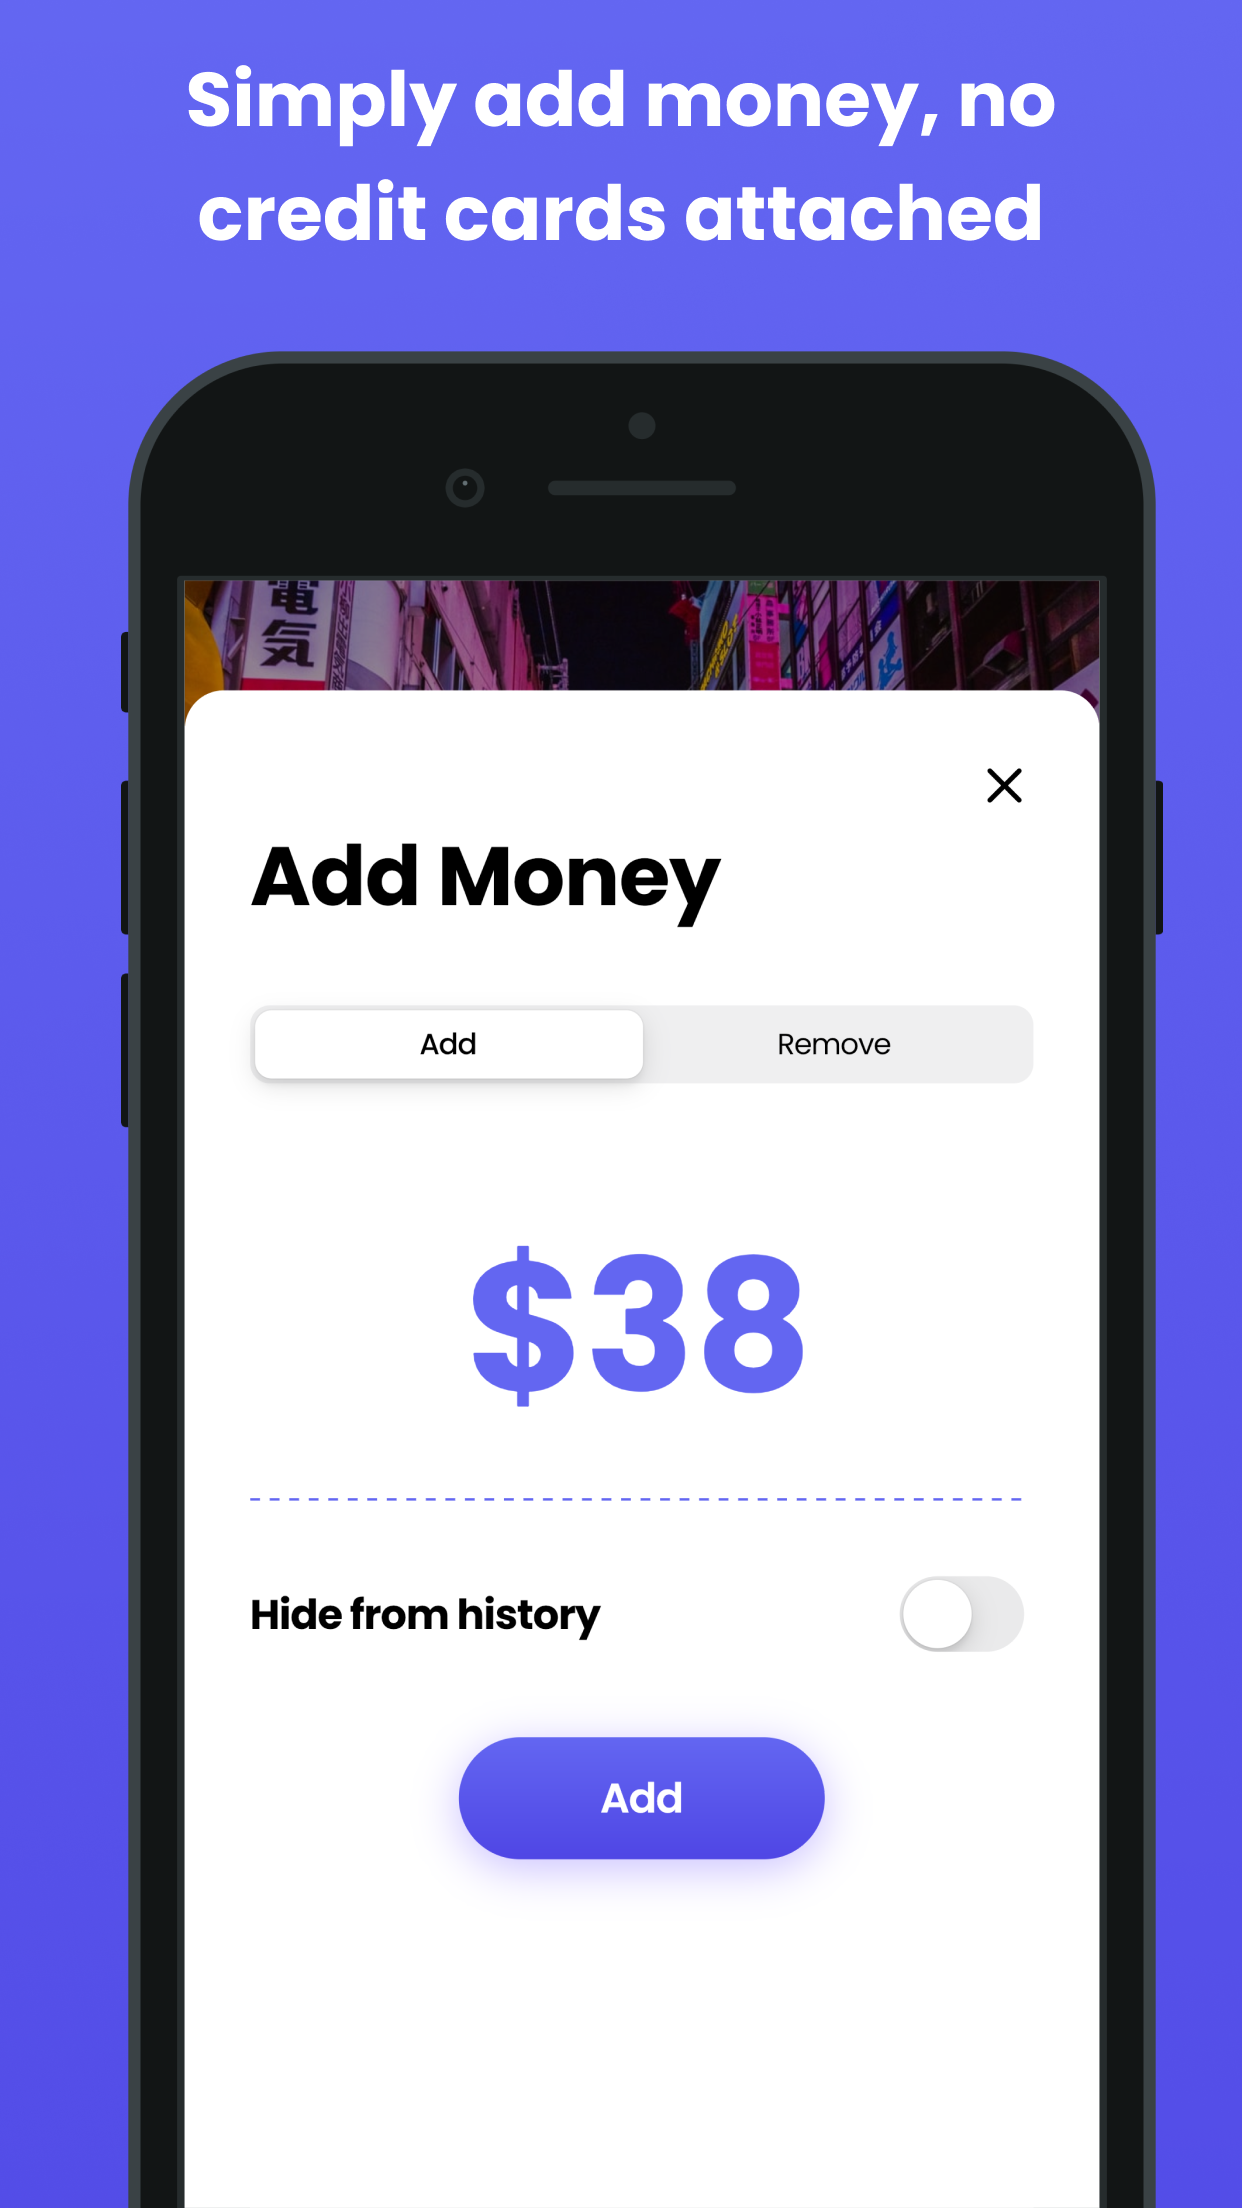 Simply add money, no
credit cards attached
電気
Add Money
Add
Remove
$38
Hide from history
Add